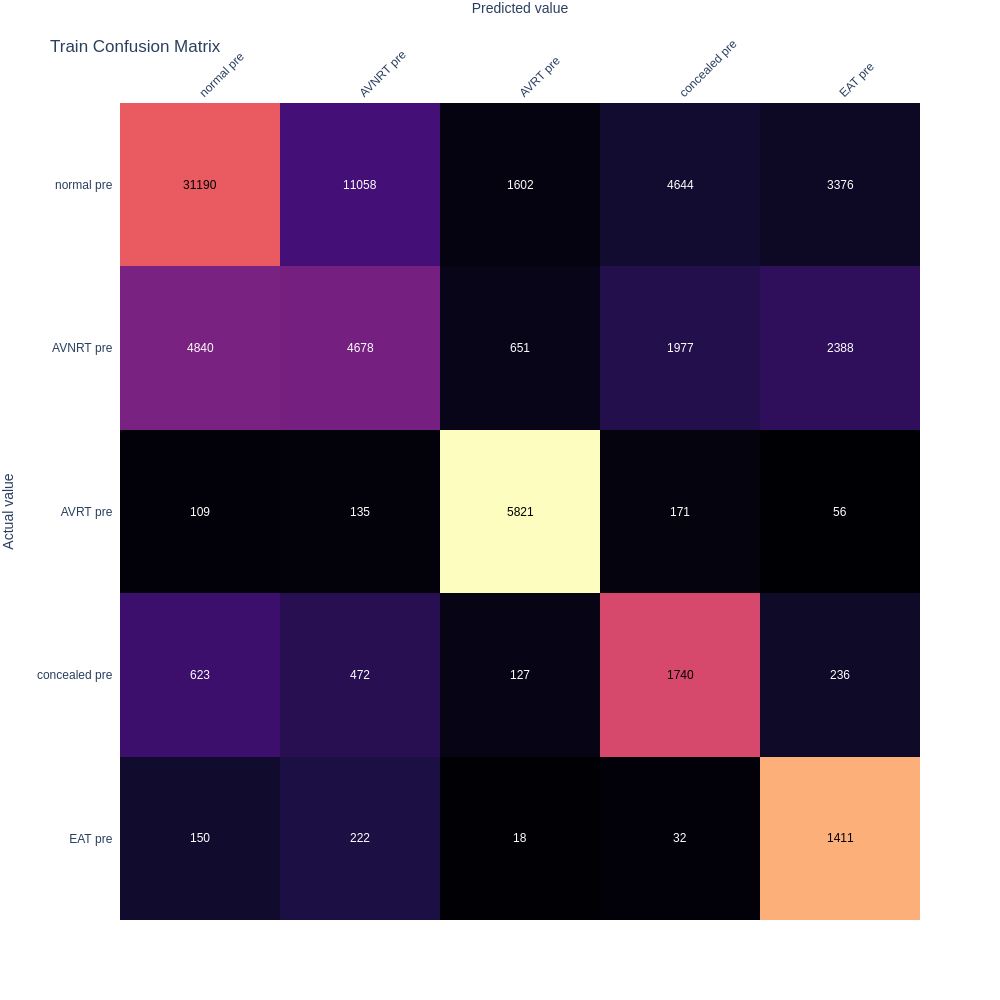 Predicted value
Train Confusion Matrix
normal pre
AVNRT pre
AVRT pre
concealed pre
EAT pre
normal pre 31190 11058 1602 4644 3376
AVNRT pre 4840 4678 651 1977 2388
AVRT pre 109 135 5821 171 56
concealed pre 623 472 127 1740 236
EAT pre 150 222 18 32 1411
Actual value